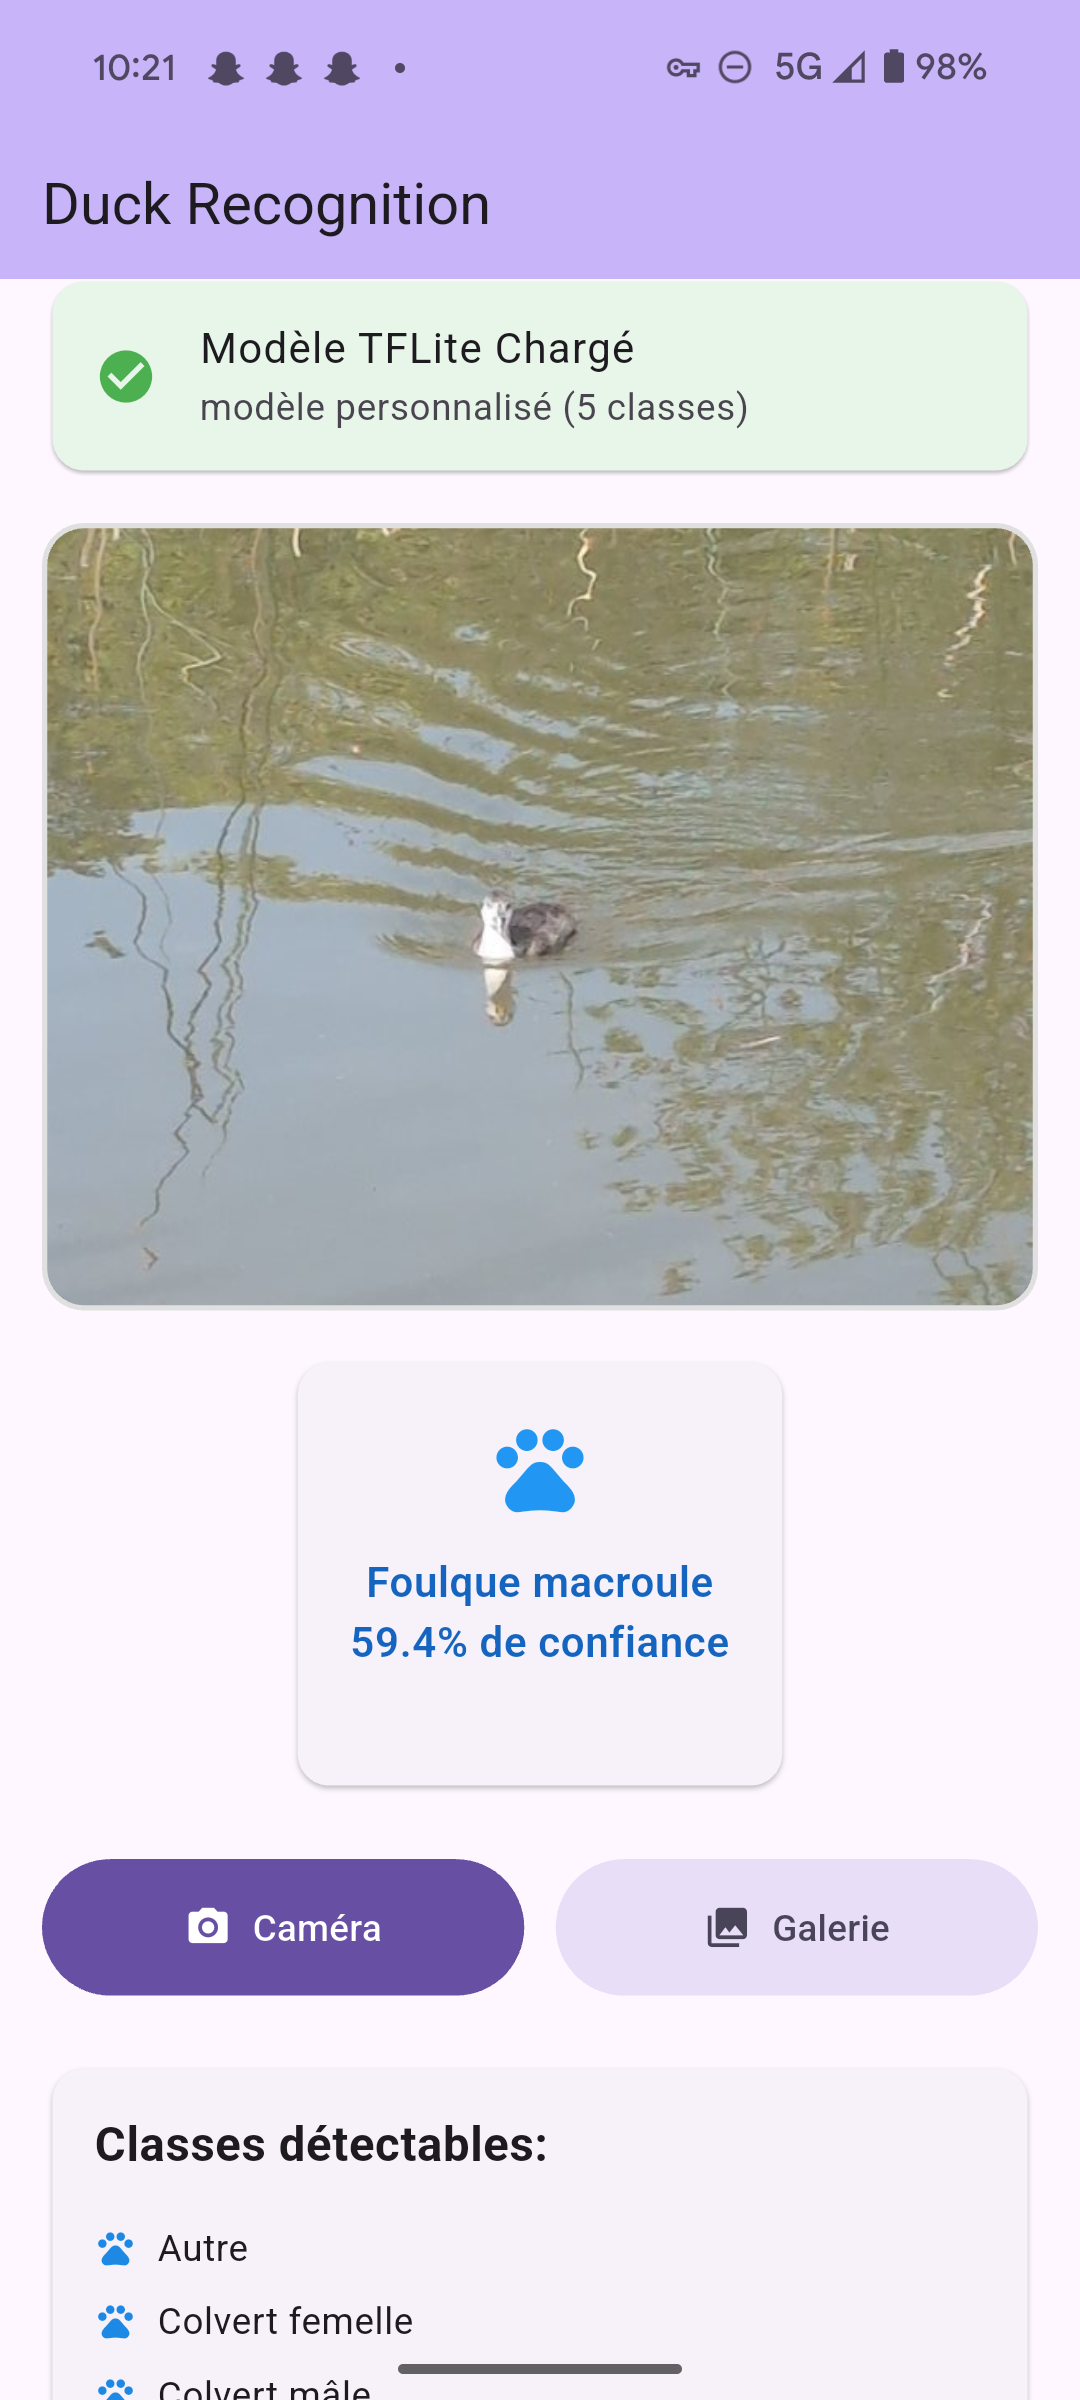 10:21
5G
98%
Duck Recognition
Modèle TFLite Chargé
modèle personnalisé (5 classes)
Foulque macroule
59.4% de confiance
Caméra
Galerie
Classes détectables:
Autre
Colvert femelle
Colvert mâle